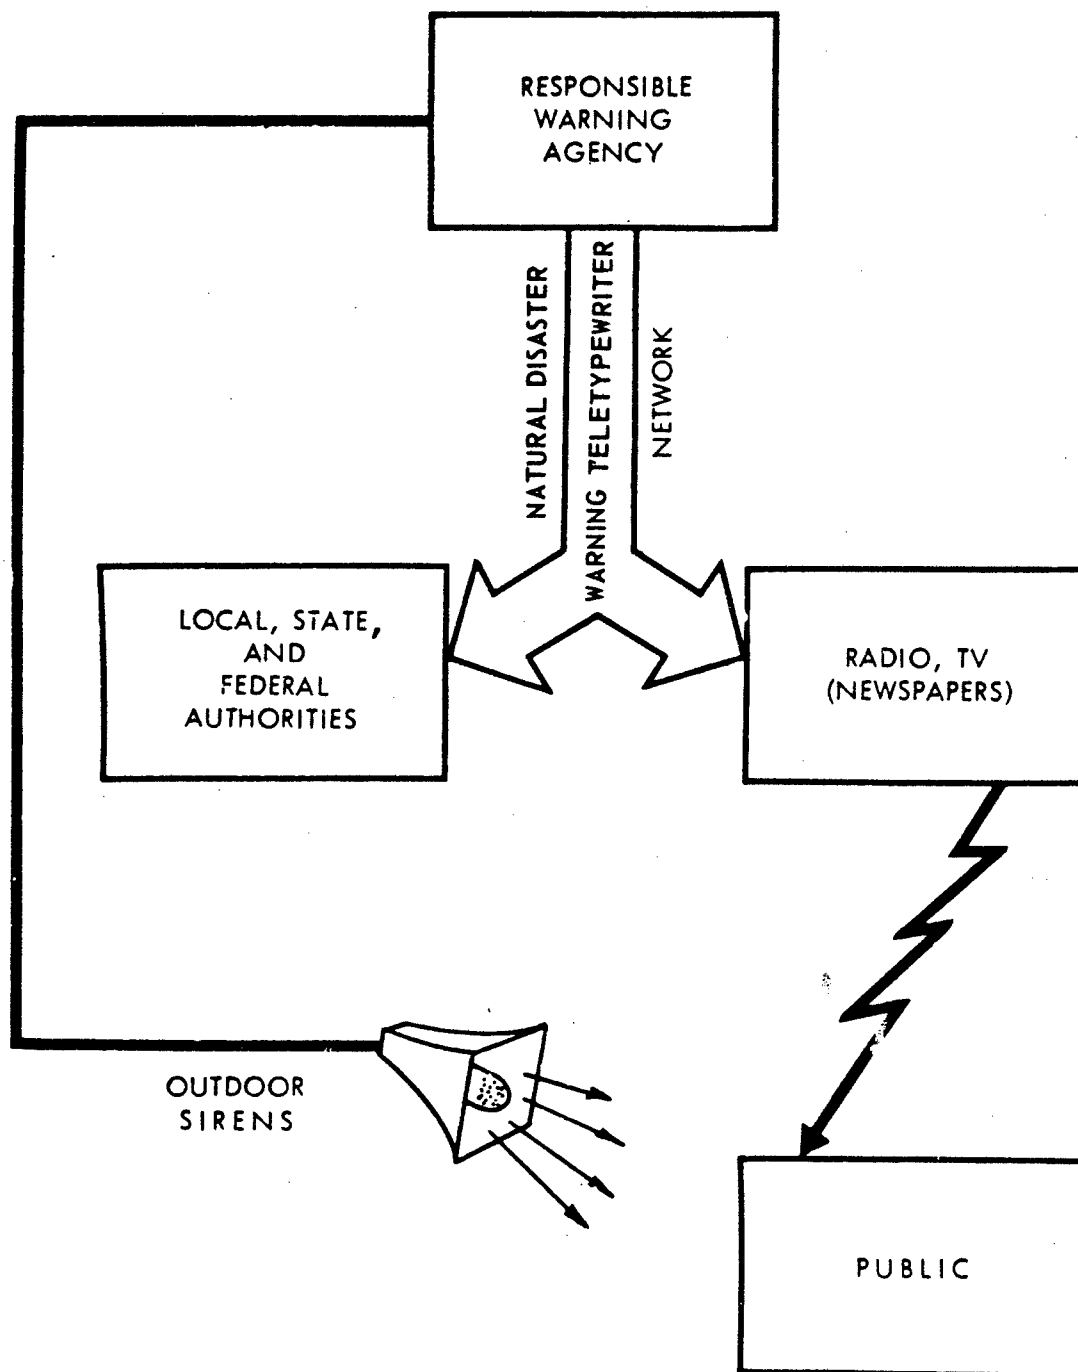 RESPONSIBLE
WARNING
AGENCY
NATURAL DISASTER
WARNING TELETYPEWRITER
NETWORK
LOCAL, STATE,
AND
FEDERAL
AUTHORITIES
RADIO, TV
(NEWSPAPERS)
OUTDOOR
SIRENS
PUBLIC